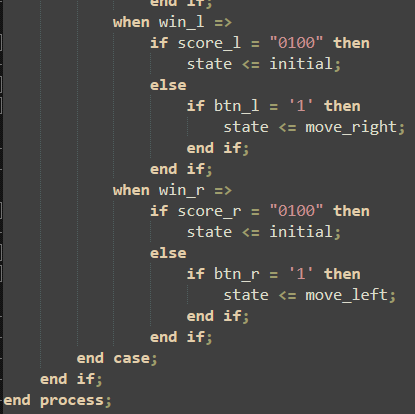 end if;
when win_l =>
if score_l = "0100" then
state <= initial;
else
if btn_l = '1' then
state <= move_right;
end if;
end if;
when win_r =>
if score_r = "0100" then
state <= initial;
else
if btn_r = '1' then
state <= move_left;
end if;
end if;
end case;
end if;
end process;